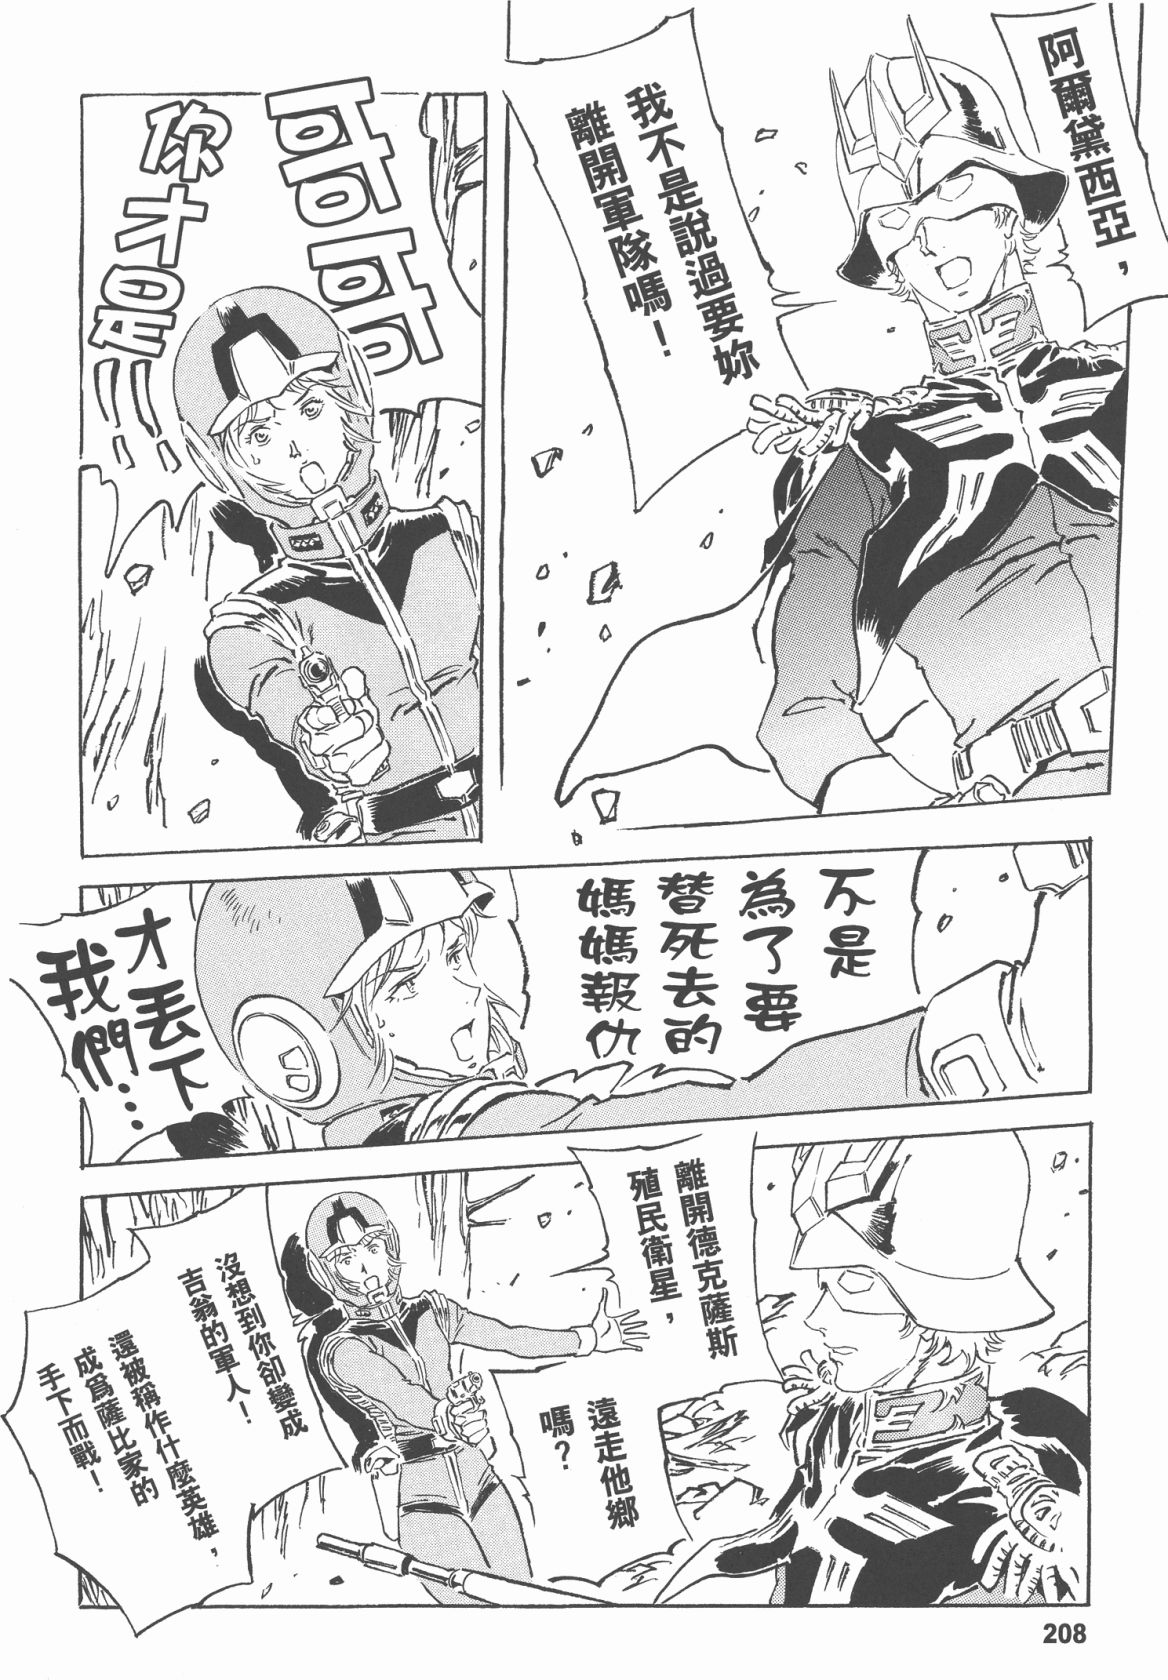 阿爾黛西亞，
我不是說過要妳
離開軍隊嗎！
哥哥
你才是!!
不是
為了要
替死去的
媽媽報仇
才丟下
我們…
離開德克薩斯
殖民衛星，
遠走他鄉
嗎？
沒想到你卻變成
吉翁的軍人！
還被稱作什麼英雄，
成為薩比家的
手下而戰！
208